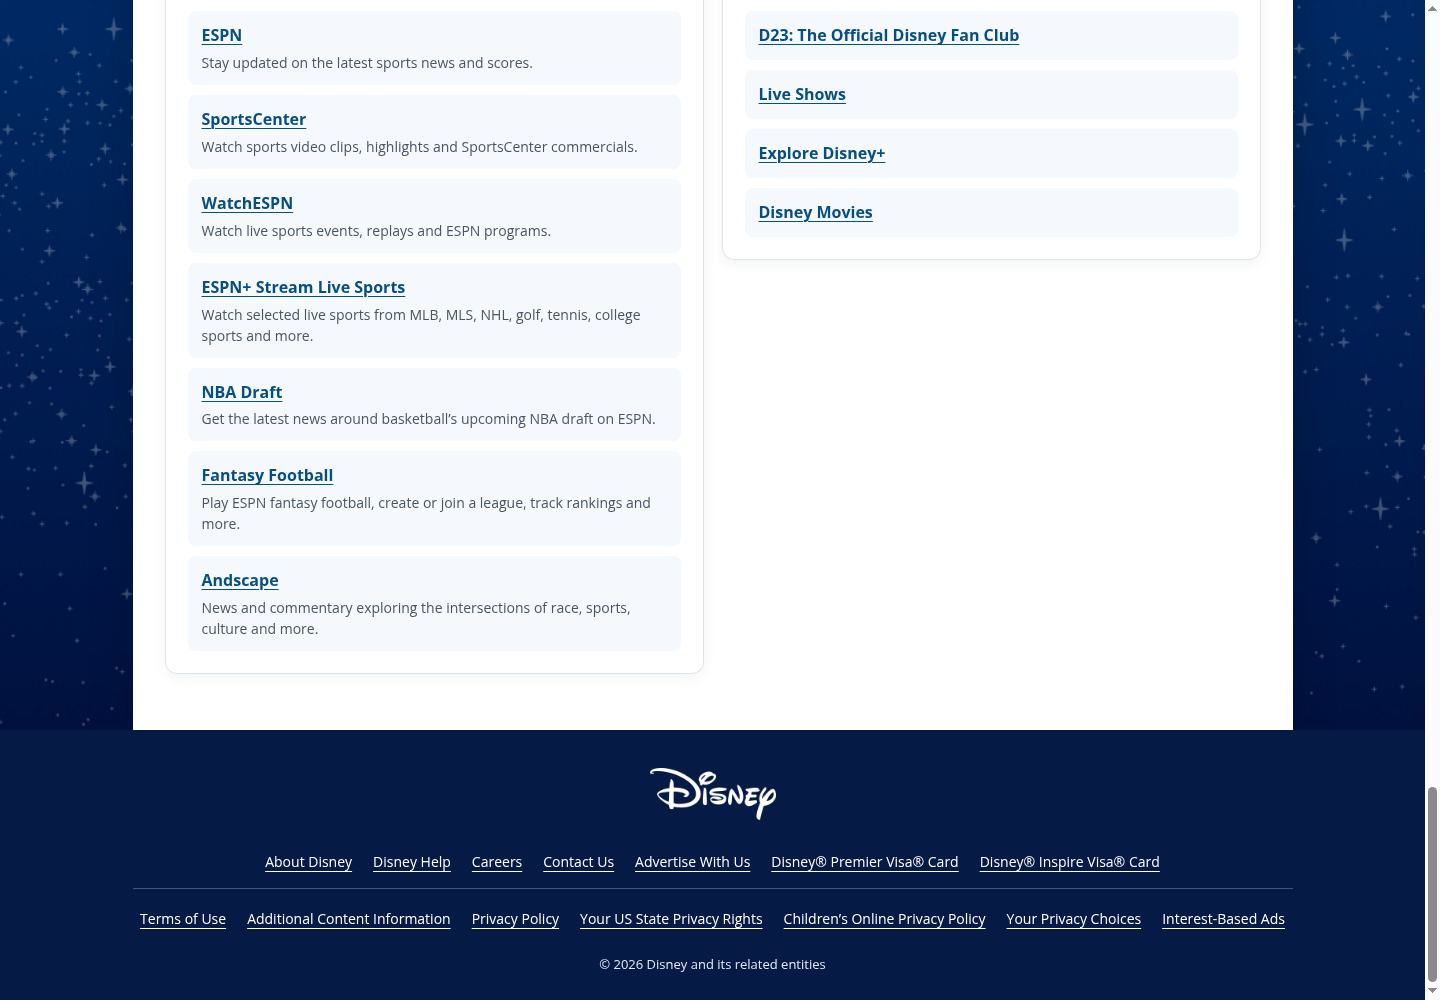 ESPN
Stay updated on the latest sports news and scores.
SportsCenter
Watch sports video clips, highlights and SportsCenter commercials.
WatchESPN
Watch live sports events, replays and ESPN programs.
ESPN+ Stream Live Sports
Watch selected live sports from MLB, MLS, NHL, golf, tennis, college
sports and more.
NBA Draft
Get the latest news around basketball’s upcoming NBA draft on ESPN.
Fantasy Football
Play ESPN fantasy football, create or join a league, track rankings and
more.
Andscape
News and commentary exploring the intersections of race, sports,
culture and more.
D23: The Official Disney Fan Club
Live Shows
Explore Disney+
Disney Movies
Disney
About Disney Disney Help Careers Contact Us Advertise With Us Disney® Premier Visa® Card Disney® Inspire Visa® Card
Terms of Use Additional Content Information Privacy Policy Your US State Privacy Rights Children’s Online Privacy Policy Your Privacy Choices Interest-Based Ads
© 2026 Disney and its related entities